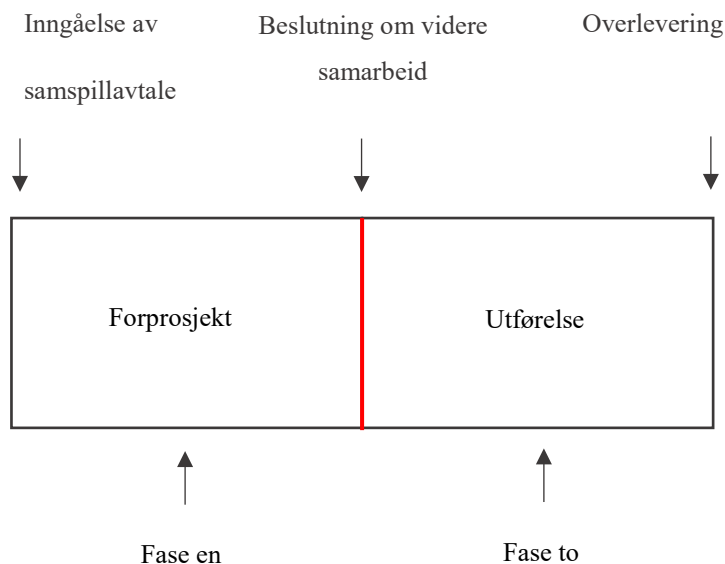 Inngåelse av
samspillavtale
Beslutning om videre
samarbeid
Overlevering
Forprosjekt
Utførelse
Fase en
Fase to